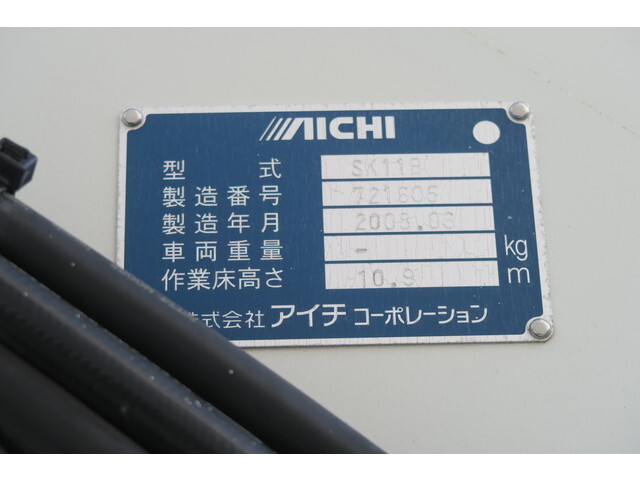 AICHI
型式 SK11B
製造番号 721606
製造年月 2008.03
車両重量 - kg
作業床高さ 10.9 m
株式会社 アイチ コーポレーション